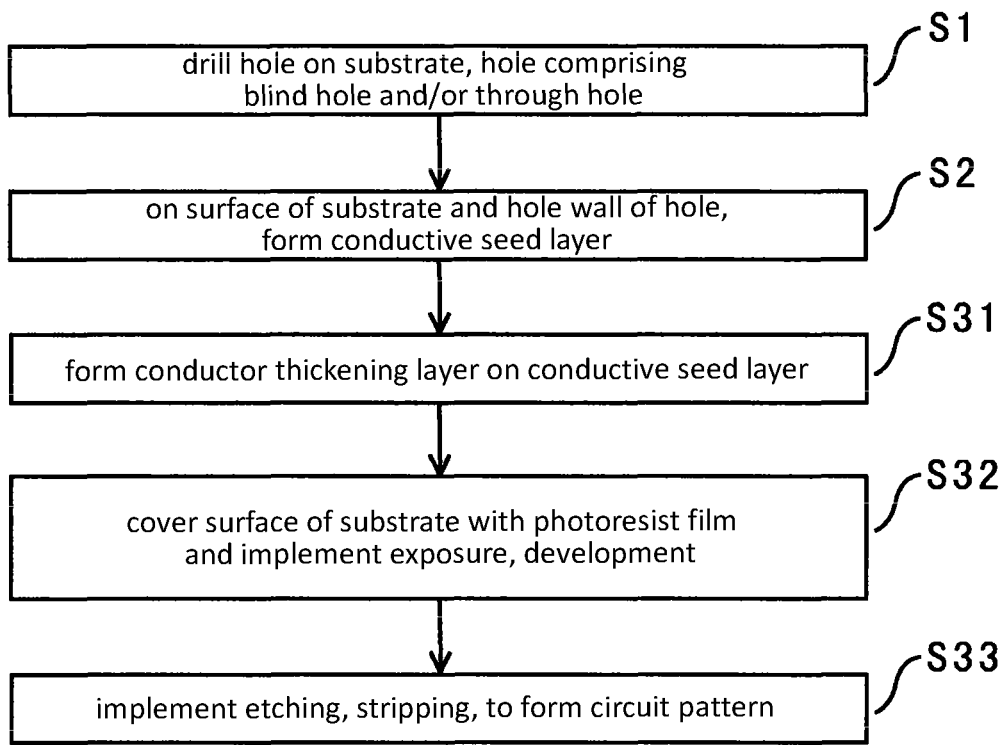 S1
drill hole on substrate, hole comprising
blind hole and/or through hole
S2
on surface of substrate and hole wall of hole,
form conductive seed layer
S31
form conductor thickening layer on conductive seed layer
S32
cover surface of substrate with photoresist film
and implement exposure, development
S33
implement etching, stripping, to form circuit pattern